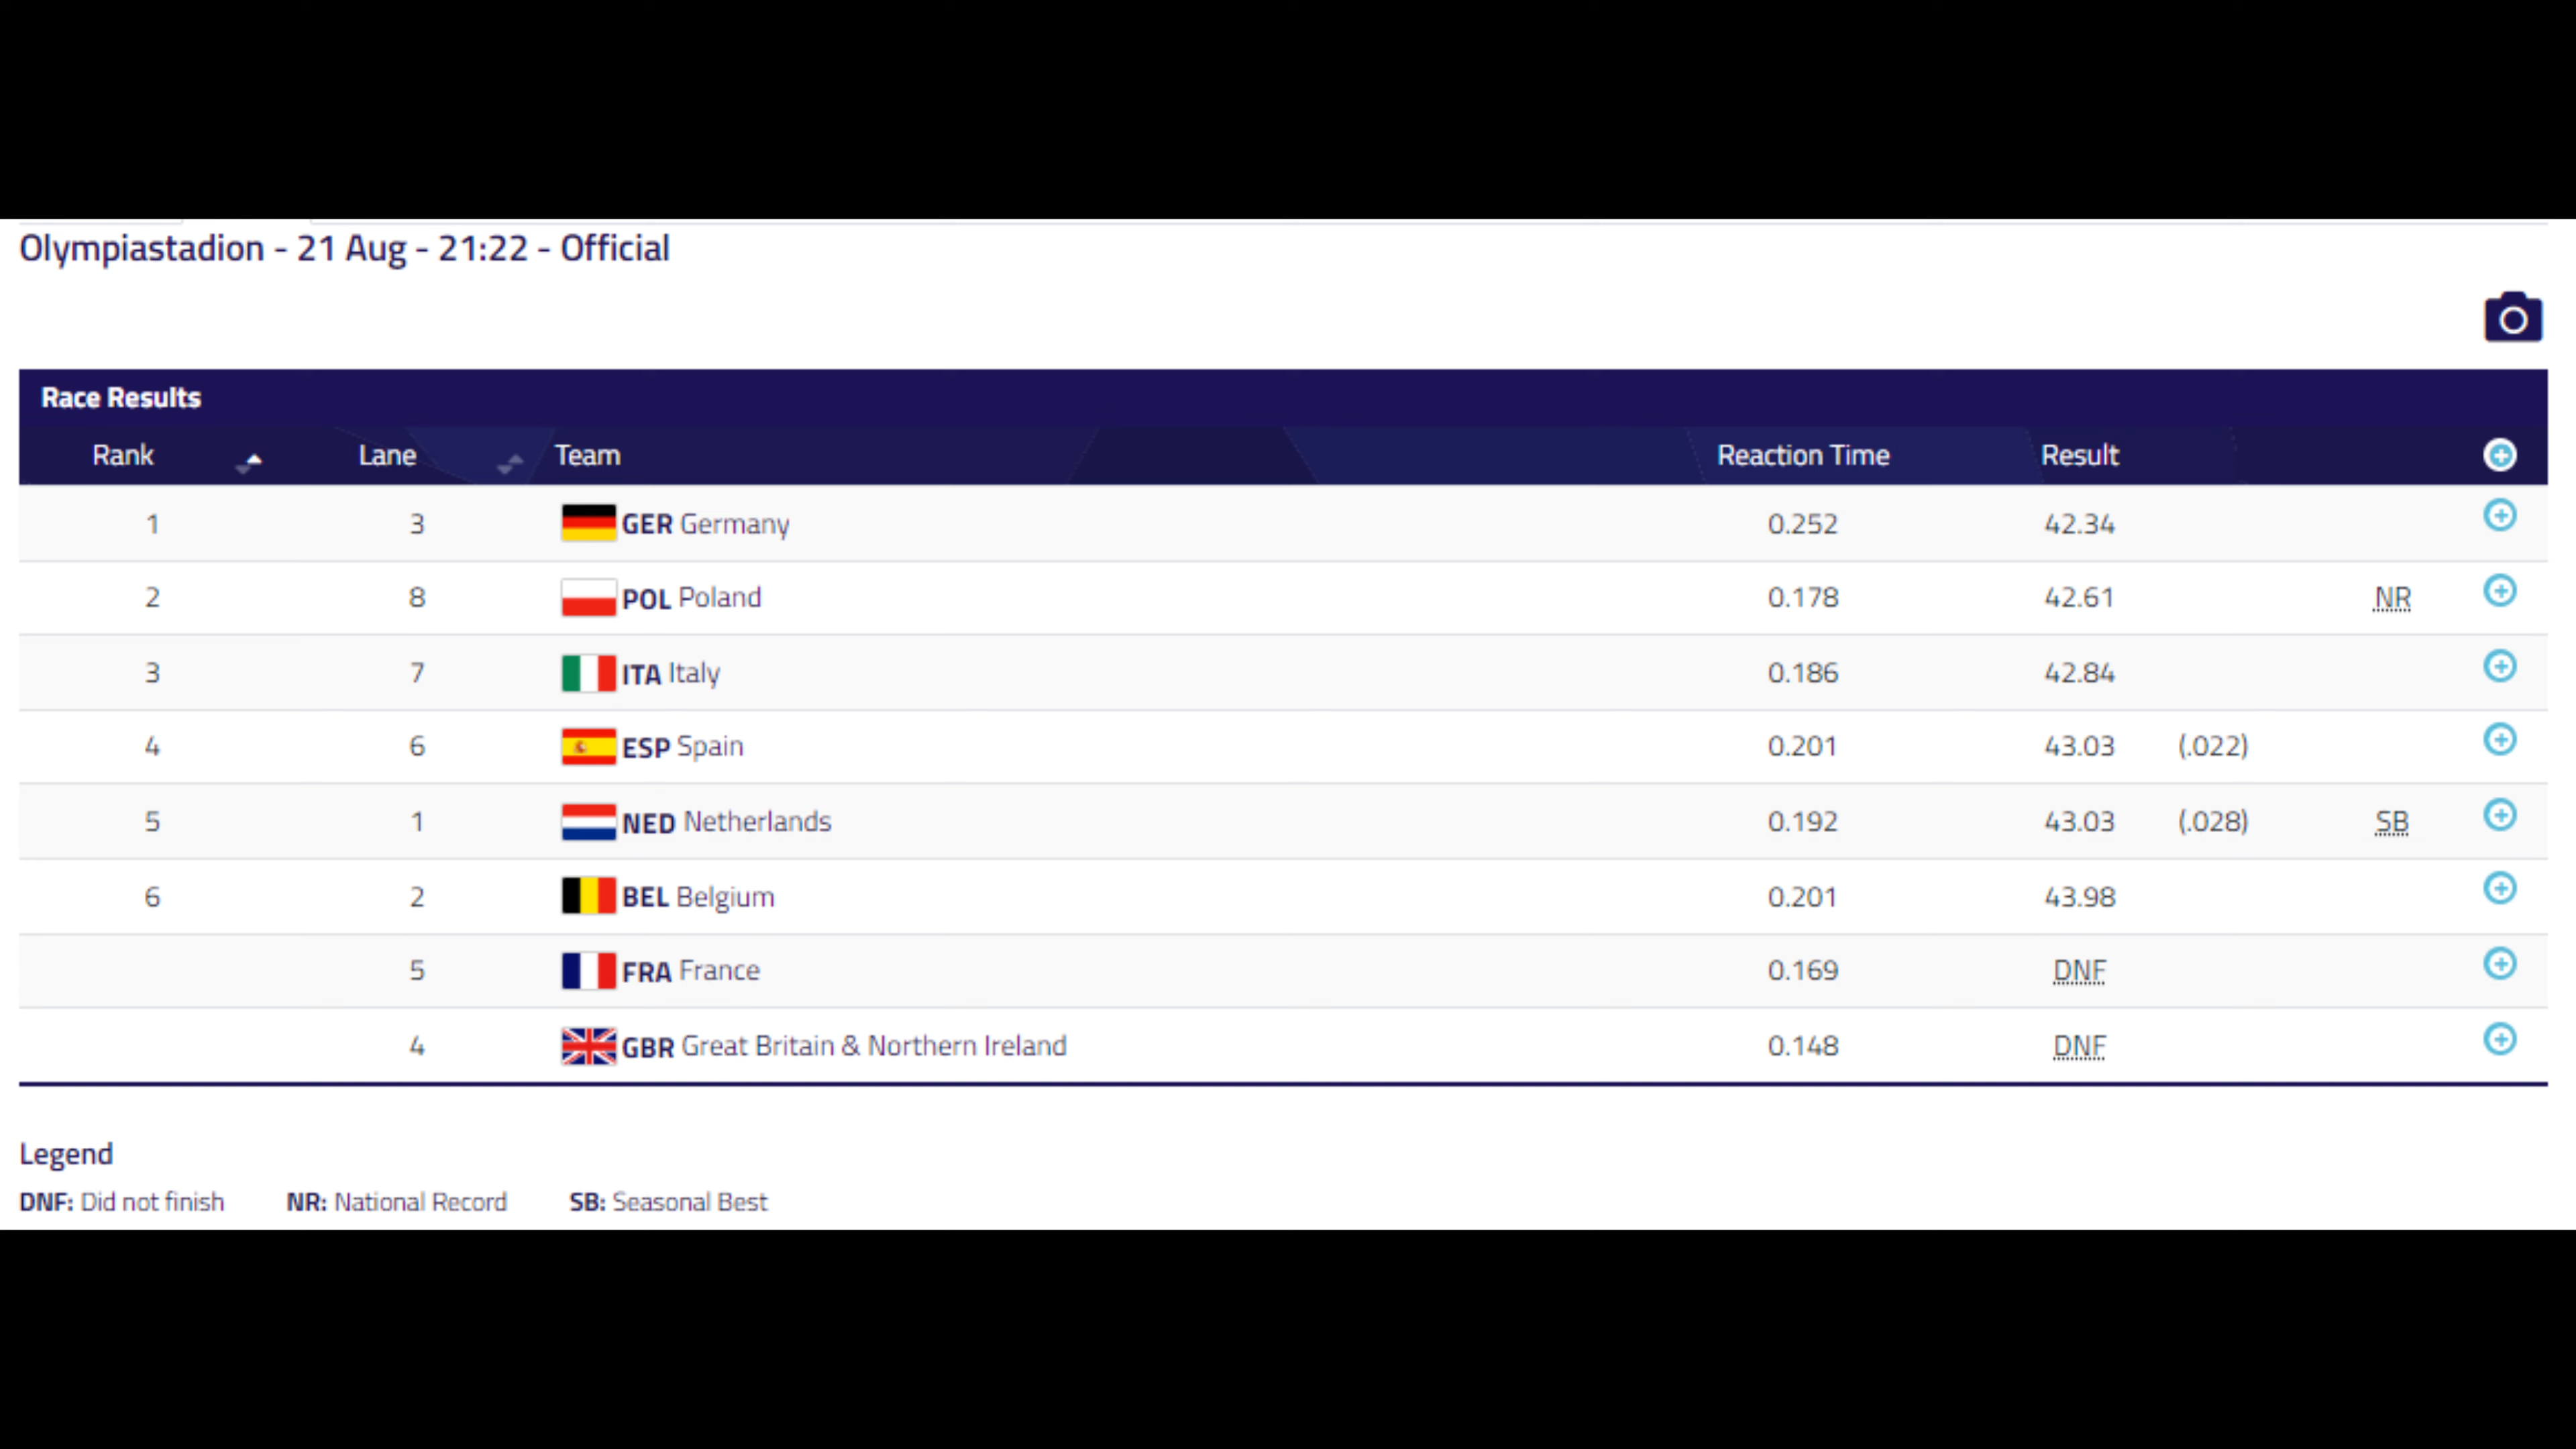 Olympiastadion - 21 Aug - 21:22 - Official
Race Results
Rank Lane Team Reaction Time Result
1 3 GER Germany 0.252 42.34
2 8 POL Poland 0.178 42.61 NR
3 7 ITA Italy 0.186 42.84
4 6 ESP Spain 0.201 43.03 (.022)
5 1 NED Netherlands 0.192 43.03 (.028) SB
6 2 BEL Belgium 0.201 43.98
5 FRA France 0.169 DNF
4 GBR Great Britain & Northern Ireland 0.148 DNF
Legend
DNF: Did not finish NR: National Record SB: Seasonal Best